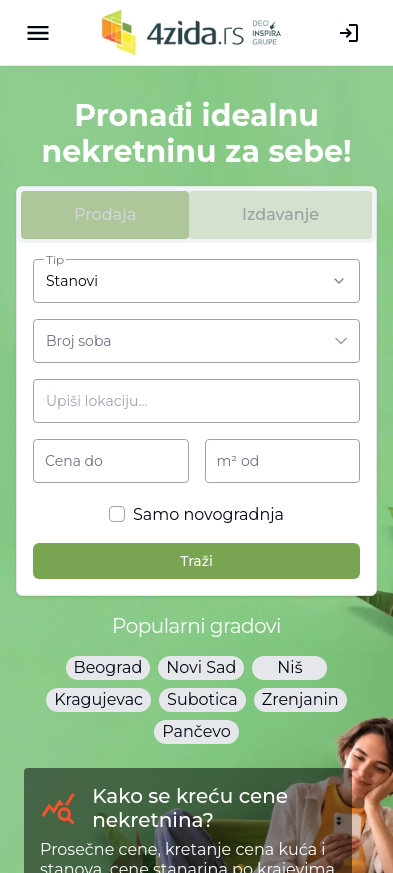 4zida.rs DEO
INSPIRA
GRUPE
Pronađi idealnu
nekretninu za sebe!
Prodaja Izdavanje
Tip
Stanovi
Broj soba
Upiši lokaciju...
Cena do m² od
Samo novogradnja
Traži
Popularni gradovi
Beograd Novi Sad Niš
Kragujevac Subotica Zrenjanin
Pančevo
Kako se kreću cene
nekretnina?
Prosečne cene, kretanje cena kuća i
stanova, cene stanarina po krajevima